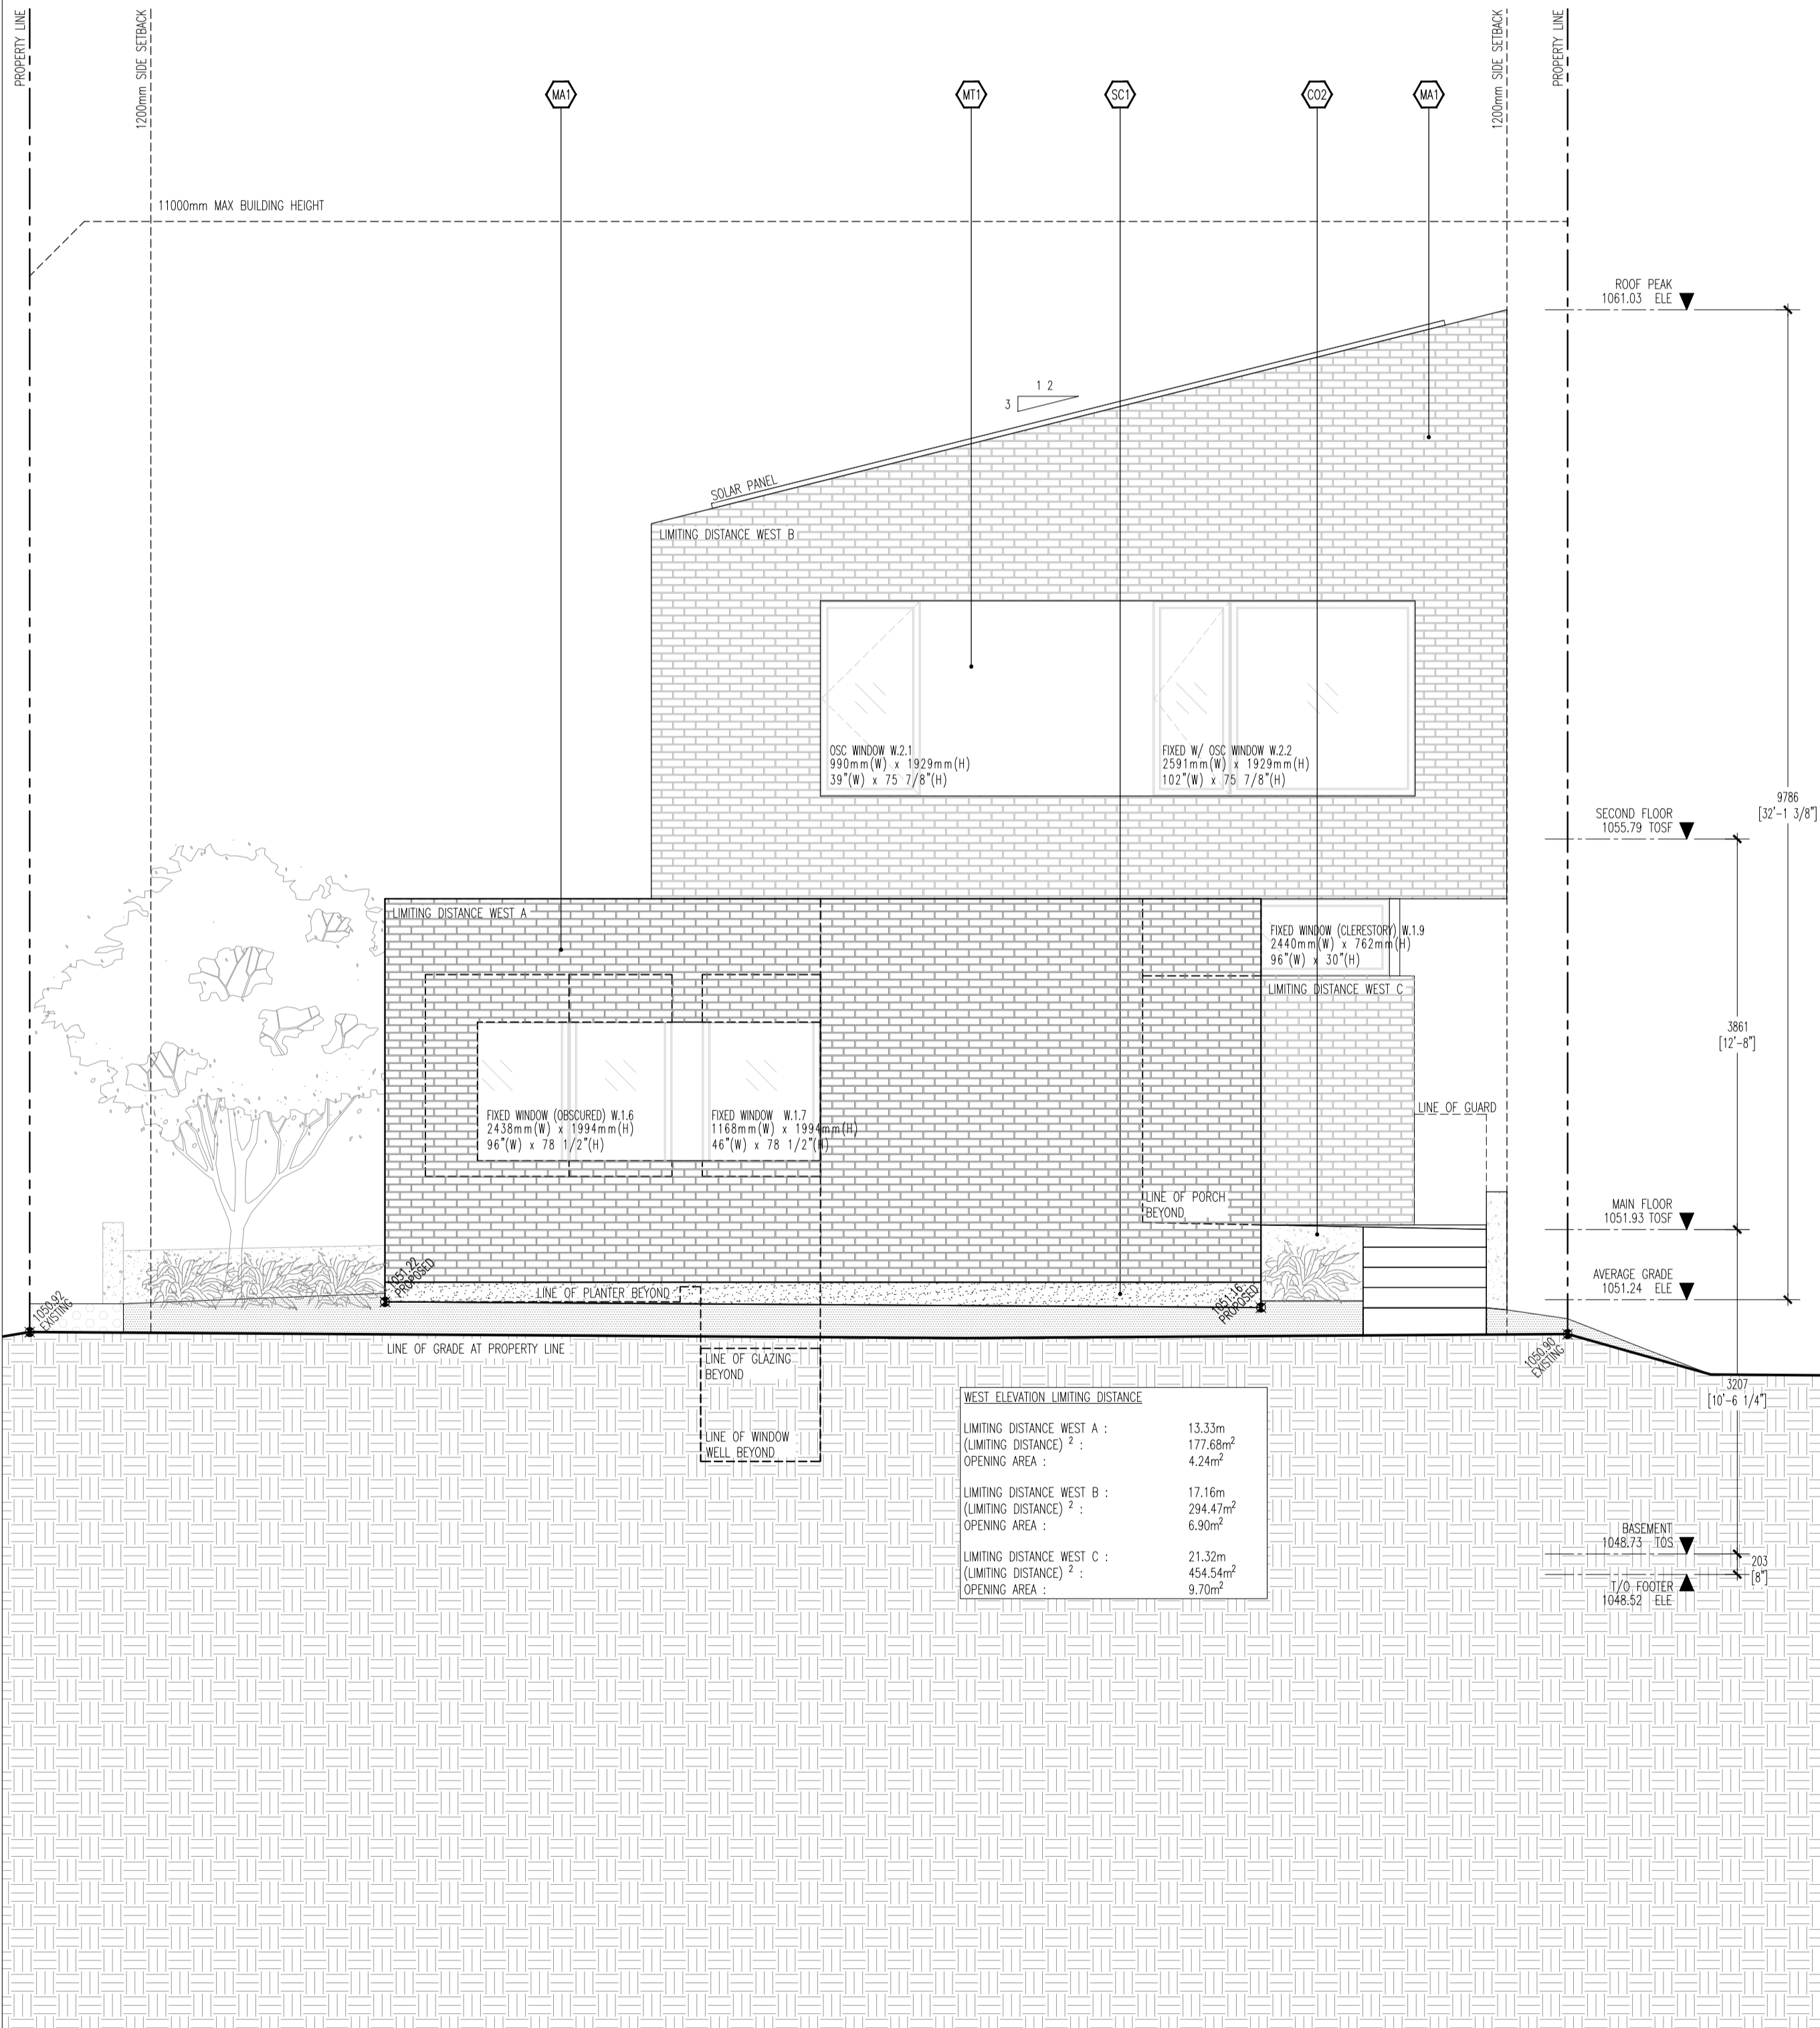 PROPERTY LINE
1200mm SIDE SETBACK
1200mm SIDE SETBACK
PROPERTY LINE
MA1
MT1
SC1
CO2
MA1
11000mm MAX BUILDING HEIGHT
ROOF PEAK
1061.03 ELE
1 2
3
SOLAR PANEL
LIMITING DISTANCE WEST B
OSC WINDOW W.2.1
990mm(W) x 1929mm(H)
39"(W) x 75 7/8"(H)
FIXED W/ OSC WINDOW W.2.2
2591mm(W) x 1929mm(H)
102"(W) x 75 7/8"(H)
9786
[32'-1 3/8"]
SECOND FLOOR
1055.79 TOSF
LIMITING DISTANCE WEST A
FIXED WINDOW (CLERESTORY) W.1.9
2440mm(W) x 762mm(H)
96"(W) x 30"(H)
LIMITING DISTANCE WEST C
3861
[12'-8"]
FIXED WINDOW (OBSCURED) W.1.6
2438mm(W) x 1994mm(H)
96"(W) x 78 1/2"(H)
FIXED WINDOW W.1.7
1168mm(W) x 1994mm(H)
46"(W) x 78 1/2"(H)
LINE OF GUARD
LINE OF PORCH
BEYOND
MAIN FLOOR
1051.93 TOSF
AVERAGE GRADE
1051.24 ELE
1050.92
EXISTING
1051.22
PROPOSED
LINE OF PLANTER BEYOND
1051.16
PROPOSED
1050.90
EXISTING
LINE OF GRADE AT PROPERTY LINE
LINE OF GLAZING
BEYOND
LINE OF WINDOW
WELL BEYOND
3207
[10'-6 1/4"]
WEST ELEVATION LIMITING DISTANCE
LIMITING DISTANCE WEST A : 13.33m
(LIMITING DISTANCE) ² : 177.68m²
OPENING AREA : 4.24m²
LIMITING DISTANCE WEST B : 17.16m
(LIMITING DISTANCE) ² : 294.47m²
OPENING AREA : 6.90m²
LIMITING DISTANCE WEST C : 21.32m
(LIMITING DISTANCE) ² : 454.54m²
OPENING AREA : 9.70m²
BASEMENT
1048.73 TOS
203
[8"]
T/O FOOTER
1048.52 ELE